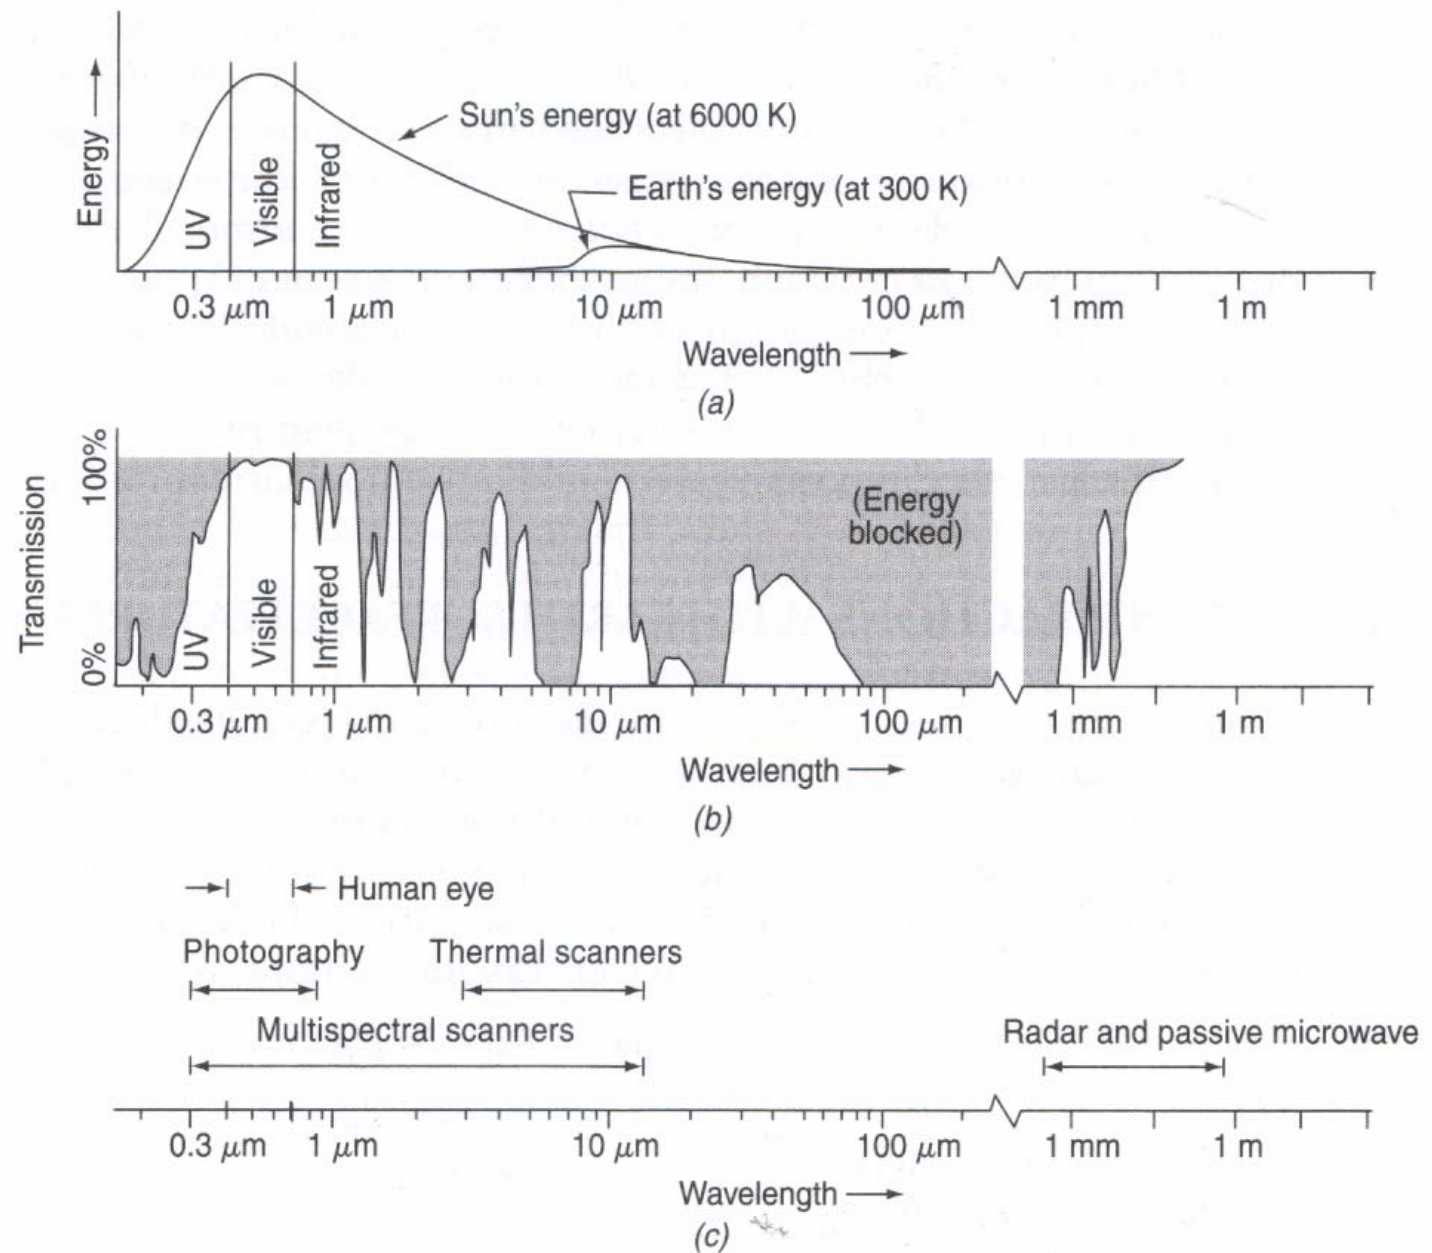 Energy
UV
Visible
Infrared
Sun's energy (at 6000 K)
Earth's energy (at 300 K)
0.3 μm 1 μm 10 μm 100 μm 1 mm 1 m
Wavelength
(a)
Transmission
100%
0%
UV
Visible
Infrared
(Energy
blocked)
0.3 μm 1 μm 10 μm 100 μm 1 mm 1 m
Wavelength
(b)
Human eye
Photography Thermal scanners
Multispectral scanners Radar and passive microwave
0.3 μm 1 μm 10 μm 100 μm 1 mm 1 m
Wavelength
(c)